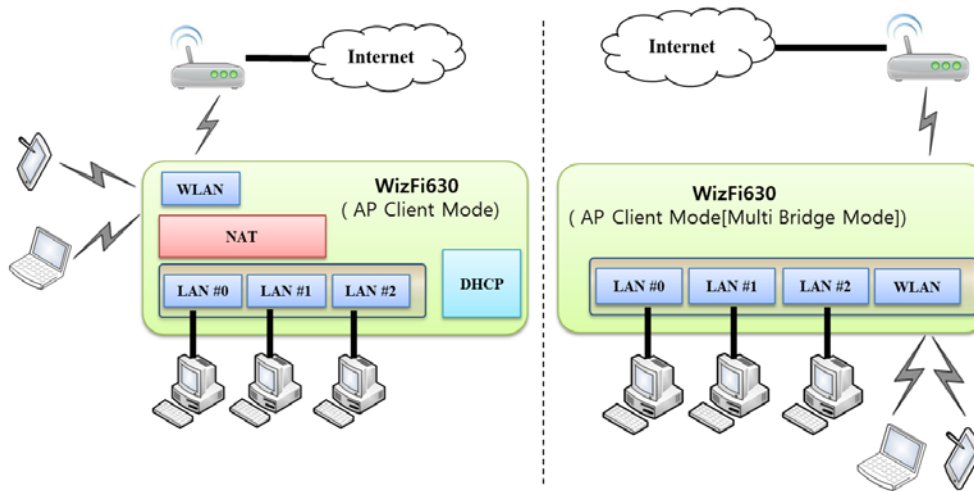 Internet
WLAN
WizFi630
( AP Client Mode)
NAT
LAN #0
LAN #1
LAN #2
DHCP
Internet
WizFi630
( AP Client Mode[Multi Bridge Mode])
LAN #0
LAN #1
LAN #2
WLAN